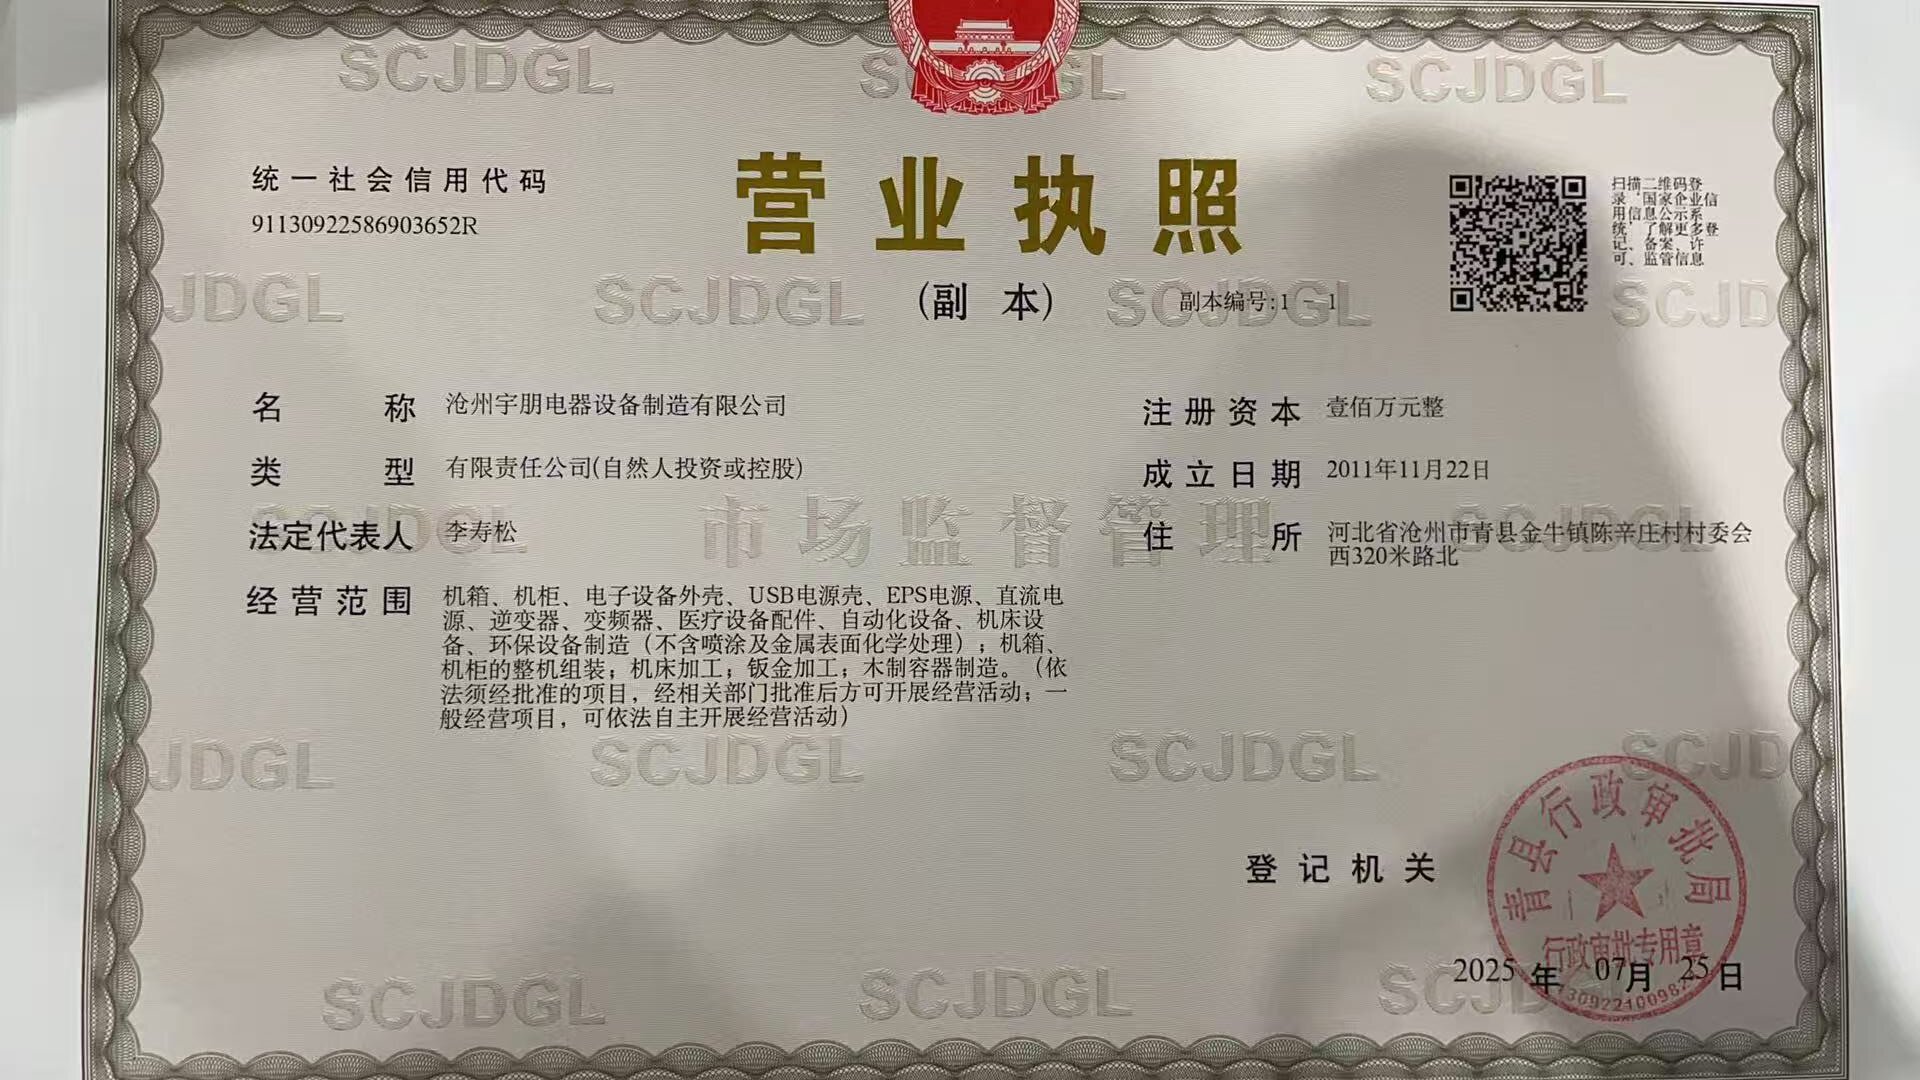 SCJDGL
SCJDGL
SCJDGL
统一社会信用代码
91130922586903652R
营业执照
(副 本)
副本编号:1 - 1
扫描二维码登
录'国家企业信
用信息公示系
统'了解更多登
记、备案、许
可、监管信息
JDGL
SCJDGL
SCJDGL
SCJD
名 称 沧州宇朋电器设备制造有限公司
类 型 有限责任公司(自然人投资或控股)
法定代表人 李寿松
经营范围 机箱、机柜、电子设备外壳、USB电源壳、EPS电源、直流电
源、逆变器、变频器、医疗设备配件、自动化设备、机床设
备、环保设备制造（不含喷涂及金属表面化学处理）；机箱、
机柜的整机组装；机床加工；钣金加工；木制容器制造。（依
法须经批准的项目，经相关部门批准后方可开展经营活动；一
般经营项目，可依法自主开展经营活动）
注册资本 壹佰万元整
成立日期 2011年11月22日
住 所 河北省沧州市青县金牛镇陈辛庄村村委会
西320米路北
SCJDGL
市场监督管理
SCJDGL
JDGL
SCJDGL
SCJDGL
SCJD
登记机关
青县行政审批局
行政审批专用章
2025 年 07月 25 日
SCJDGL
SCJDGL